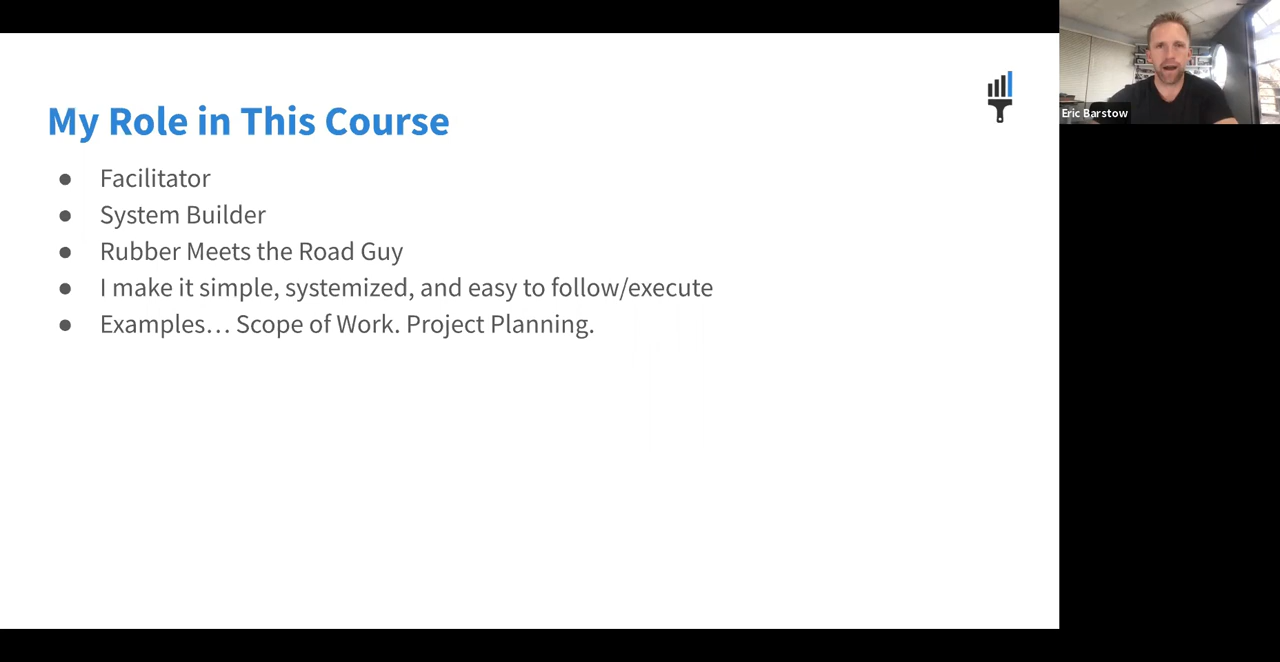 My Role in This Course
● Facilitator
● System Builder
● Rubber Meets the Road Guy
● I make it simple, systemized, and easy to follow/execute
● Examples… Scope of Work. Project Planning.
Eric Barstow